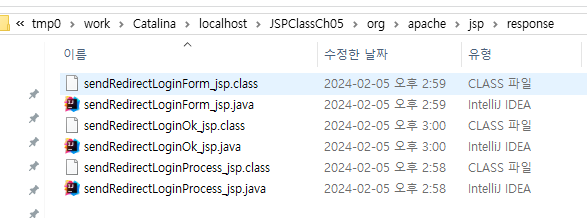 « tmp0 > work > Catalina > localhost > JSPClassCh05 > org > apache > jsp > response
이름 수정한 날짜 유형
sendRedirectLoginForm_jsp.class 2024-02-05 오후 2:59 CLASS 파일
sendRedirectLoginForm_jsp.java 2024-02-05 오후 2:59 IntelliJ IDEA
sendRedirectLoginOk_jsp.class 2024-02-05 오후 3:00 CLASS 파일
sendRedirectLoginOk_jsp.java 2024-02-05 오후 3:00 IntelliJ IDEA
sendRedirectLoginProcess_jsp.class 2024-02-05 오후 2:58 CLASS 파일
sendRedirectLoginProcess_jsp.java 2024-02-05 오후 2:58 IntelliJ IDEA